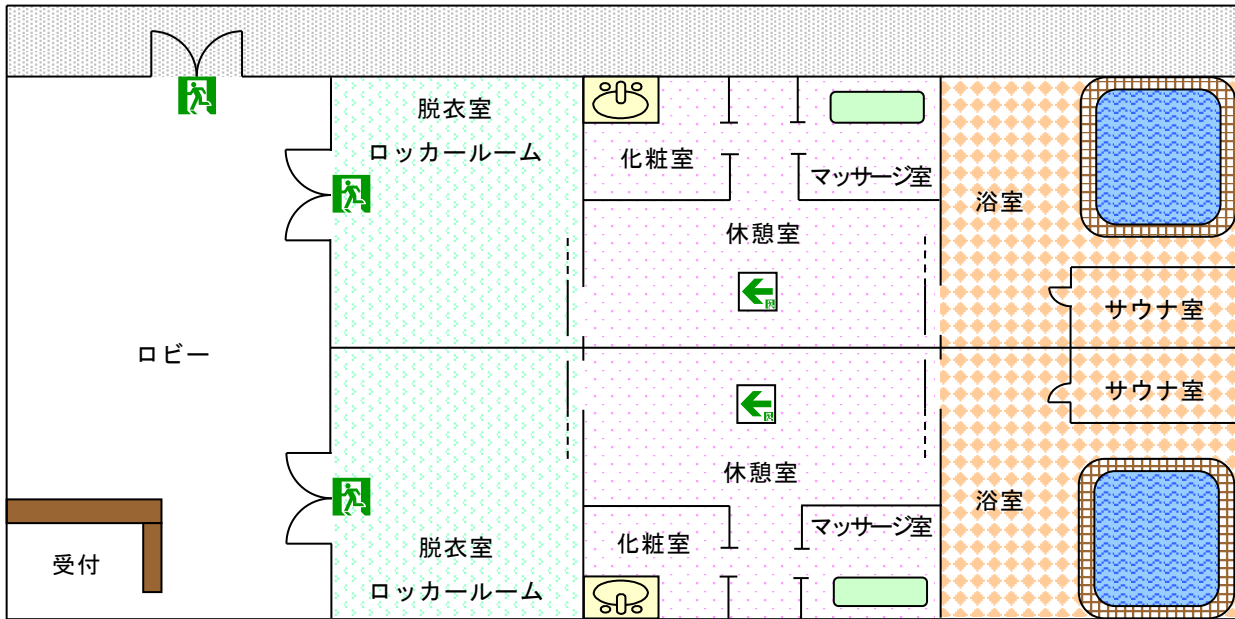 脱衣室
ロッカールーム
化粧室
マッサージ室
浴室
休憩室
サウナ室
ロビー
サウナ室
休憩室
浴室
マッサージ室
化粧室
脱衣室
ロッカールーム
受付